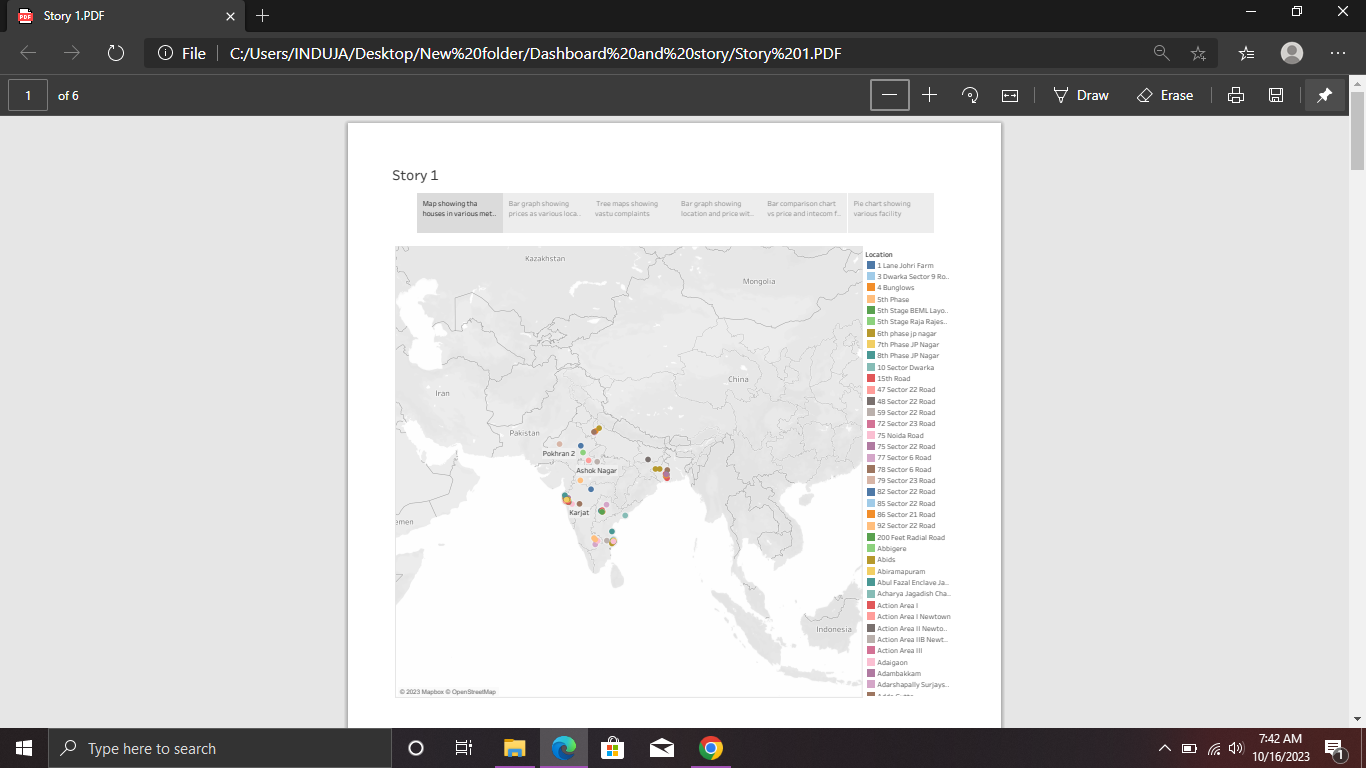 Story 1.PDF
File
C:/Users/INDUJA/Desktop/New%20folder/Dashboard%20and%20story/Story%201.PDF
1 of 6
Draw
Erase
Story 1
Map showing tha
houses in various met..
Bar graph showing
prices as various loca..
Tree maps showing
vastu complaints
Bar graph showing
location and price wit..
Bar comparison chart
vs price and intecom f..
Pie chart showing
various facility
Kazakhstan
Mongolia
China
Iran
Pakistan
Pokhran 2
Ashok Nagar
Karjat
emen
Indonesia
© 2023 Mapbox © OpenStreetMap
Location
1 Lane Johri Farm
3 Dwarka Sector 9 Ro..
4 Bunglows
5th Phase
5th Stage BEML Layo..
5th Stage Raja Rajes..
6th phase jp nagar
7th Phase JP Nagar
8th Phase JP Nagar
10 Sector Dwarka
15th Road
47 Sector 22 Road
48 Sector 22 Road
59 Sector 22 Road
72 Sector 23 Road
75 Noida Road
75 Sector 22 Road
77 Sector 6 Road
78 Sector 6 Road
79 Sector 23 Road
82 Sector 22 Road
85 Sector 22 Road
86 Sector 21 Road
92 Sector 22 Road
200 Feet Radial Road
Abbigere
Abids
Abiramapuram
Abul Fazal Enclave Ja..
Acharya Jagadish Cha..
Action Area I
Action Area I Newtown
Action Area II Newto..
Action Area IIB Newt..
Action Area III
Adaigaon
Adambakkam
Adarshapally Surjays..
Type here to search
7:42 AM
10/16/2023
1